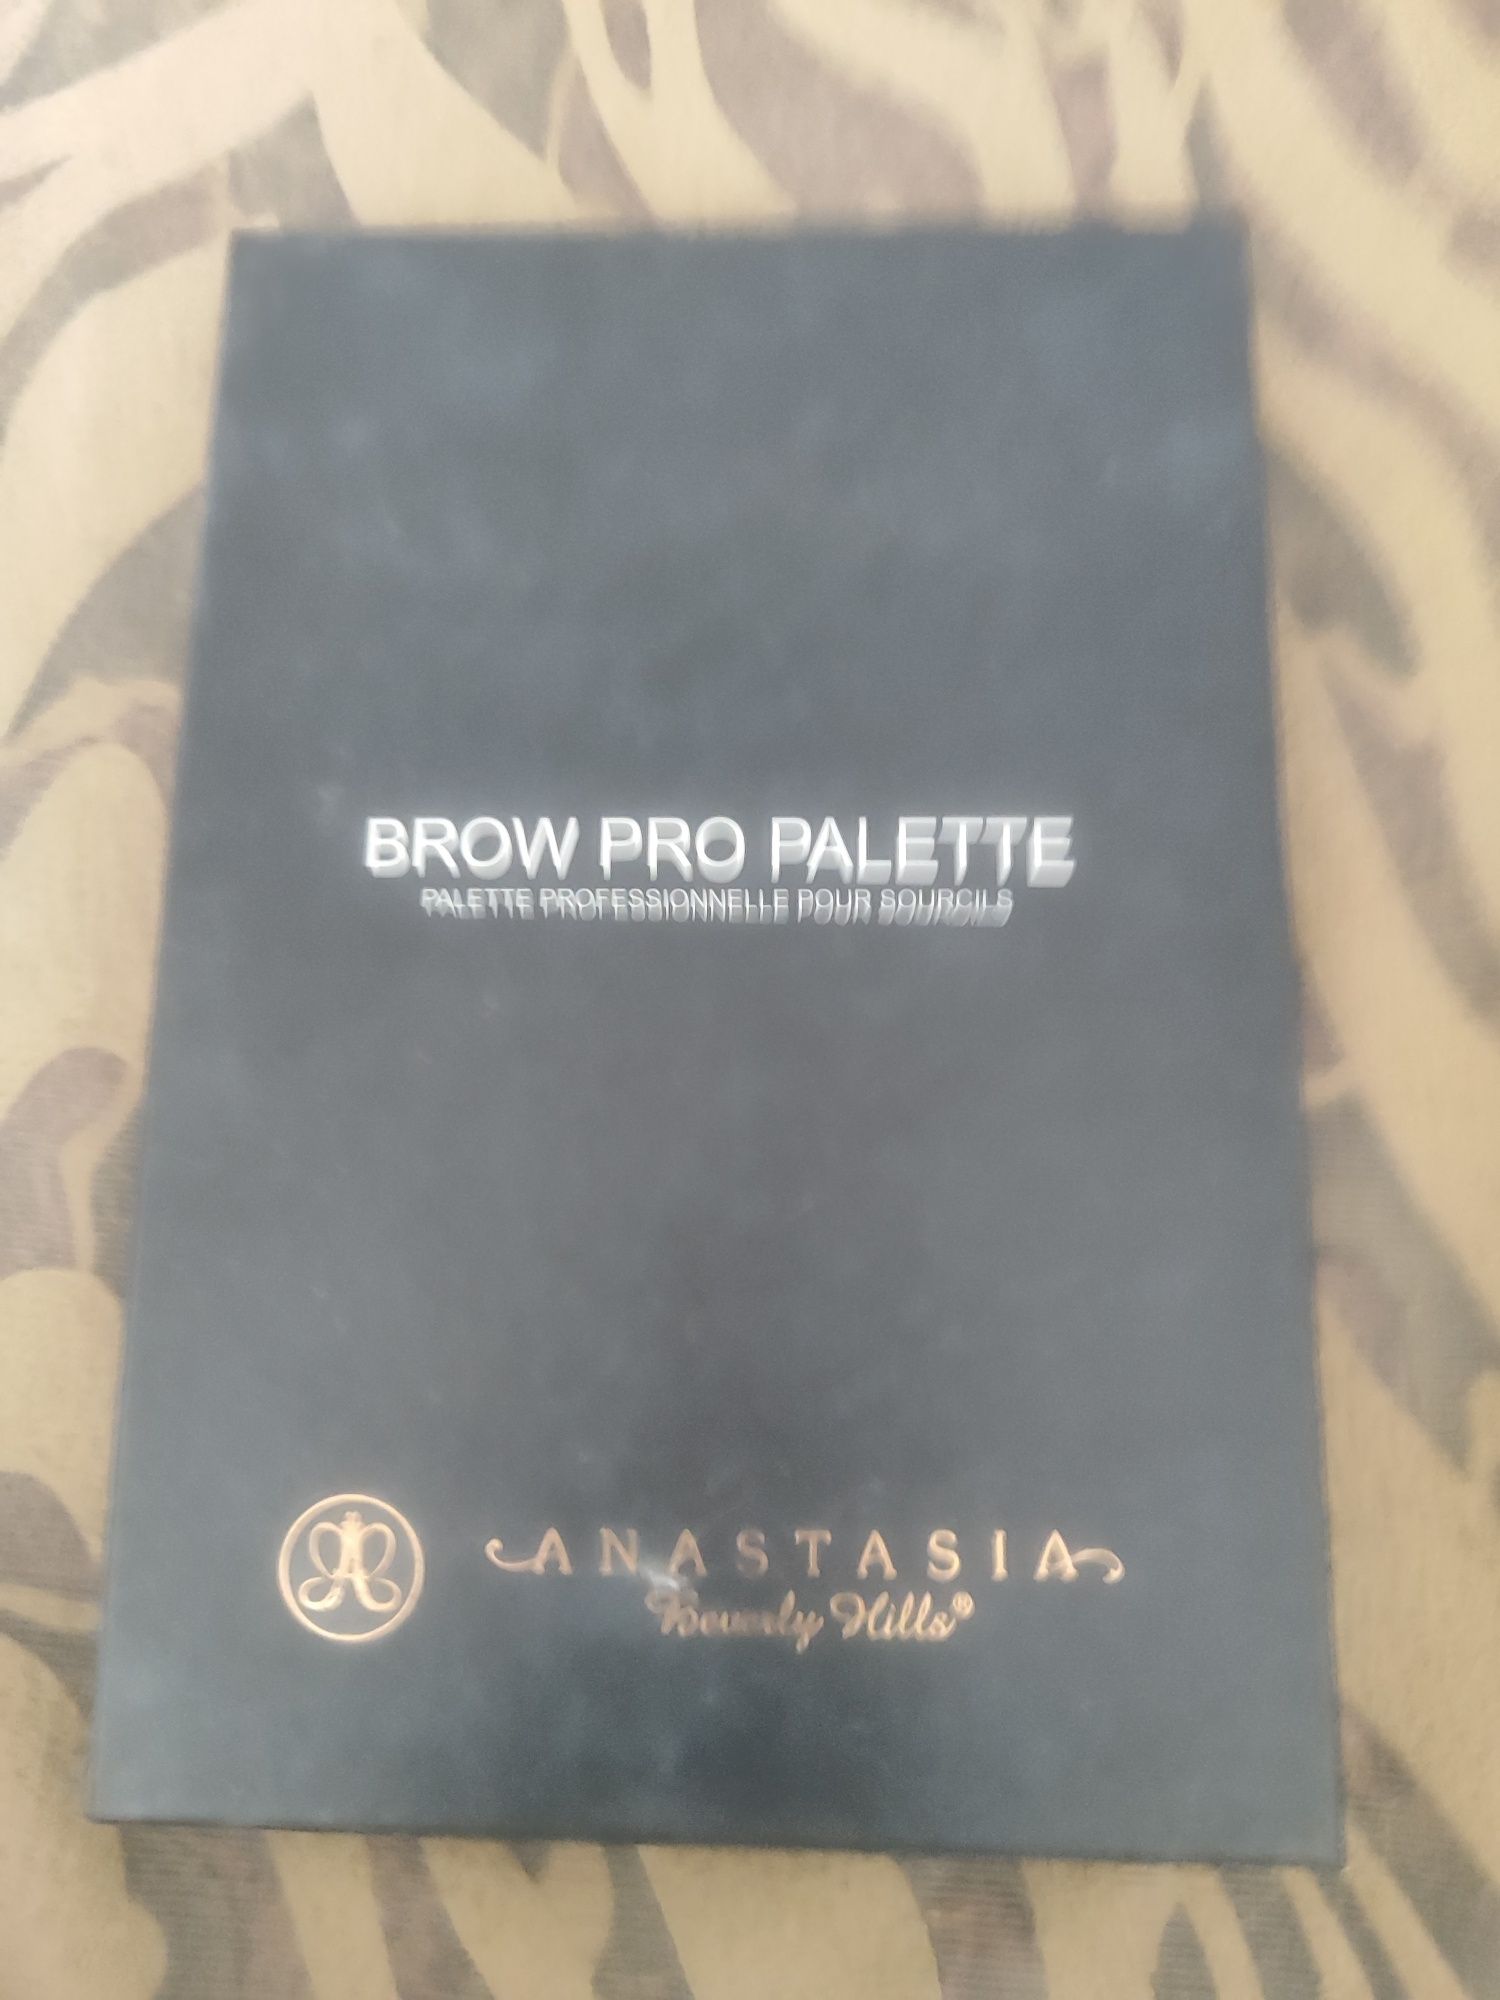 BROW PRO PALETTE
PALETTE PROFESSIONNELLE POUR SOURCILS
ANASTASIA
Beverly Hills®